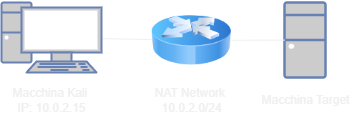 Macchina Kali
IP: 10.0.2.15
NAT Network
10.0.2.0/24
Macchina Target